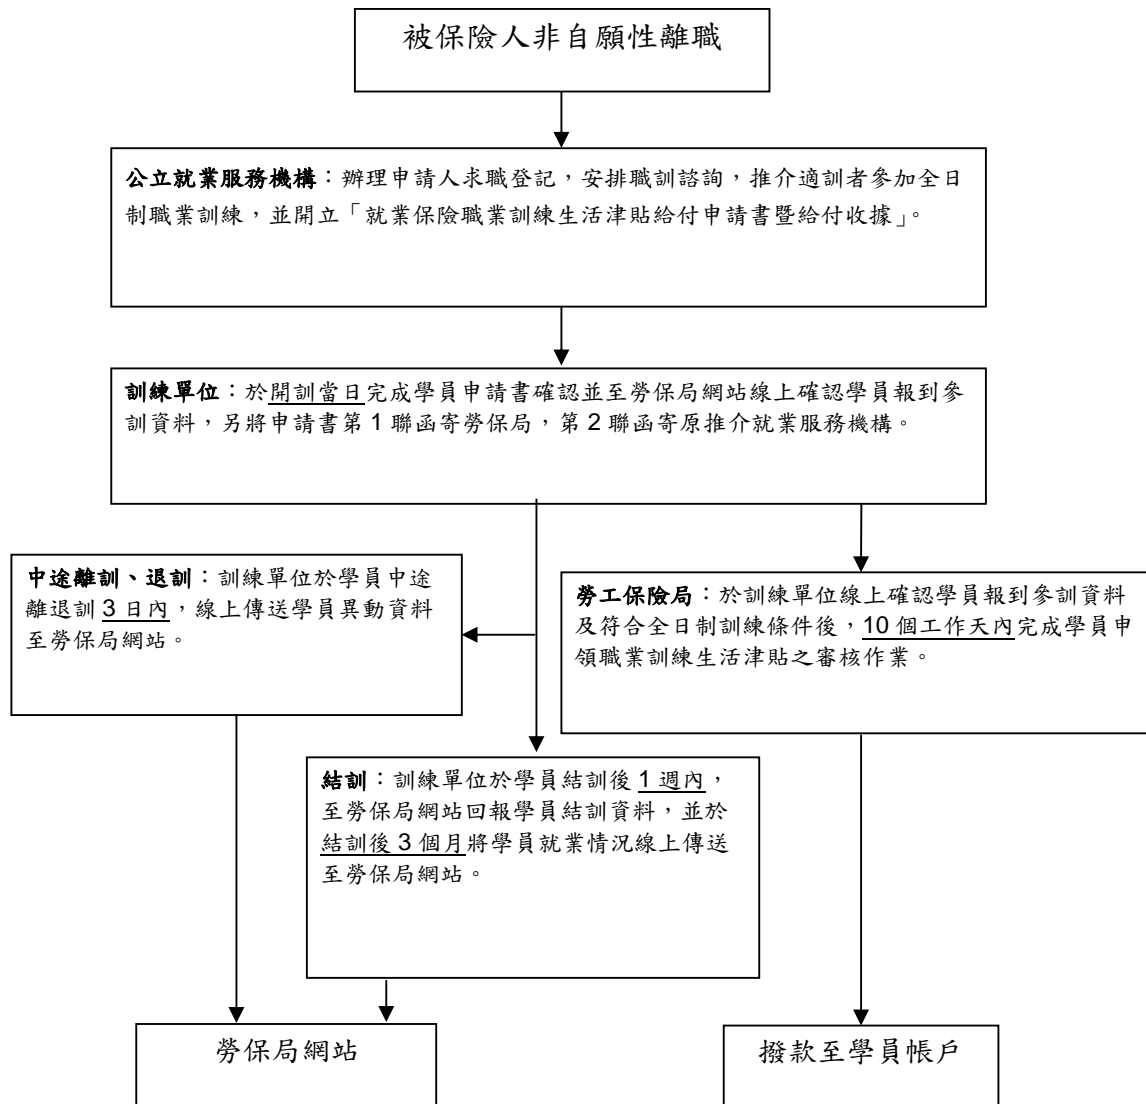 被保險人非自願性離職
公立就業服務機構：辦理申請人求職登記，安排職訓諮詢，推介適訓者參加全日
制職業訓練，並開立「就業保險職業訓練生活津貼給付申請書暨給付收據」。
訓練單位：於開訓當日完成學員申請書確認並至勞保局網站線上確認學員報到參
訓資料，另將申請書第 1 聯函寄勞保局，第 2 聯函寄原推介就業服務機構。
中途離訓、退訓：訓練單位於學員中途
離退訓 3 日內，線上傳送學員異動資料
至勞保局網站。
勞工保險局：於訓練單位線上確認學員報到參訓資料
及符合全日制訓練條件後，10 個工作天內完成學員申
領職業訓練生活津貼之審核作業。
結訓：訓練單位於學員結訓後 1 週內，
至勞保局網站回報學員結訓資料，並於
結訓後 3 個月將學員就業情況線上傳送
至勞保局網站。
勞保局網站
撥款至學員帳戶